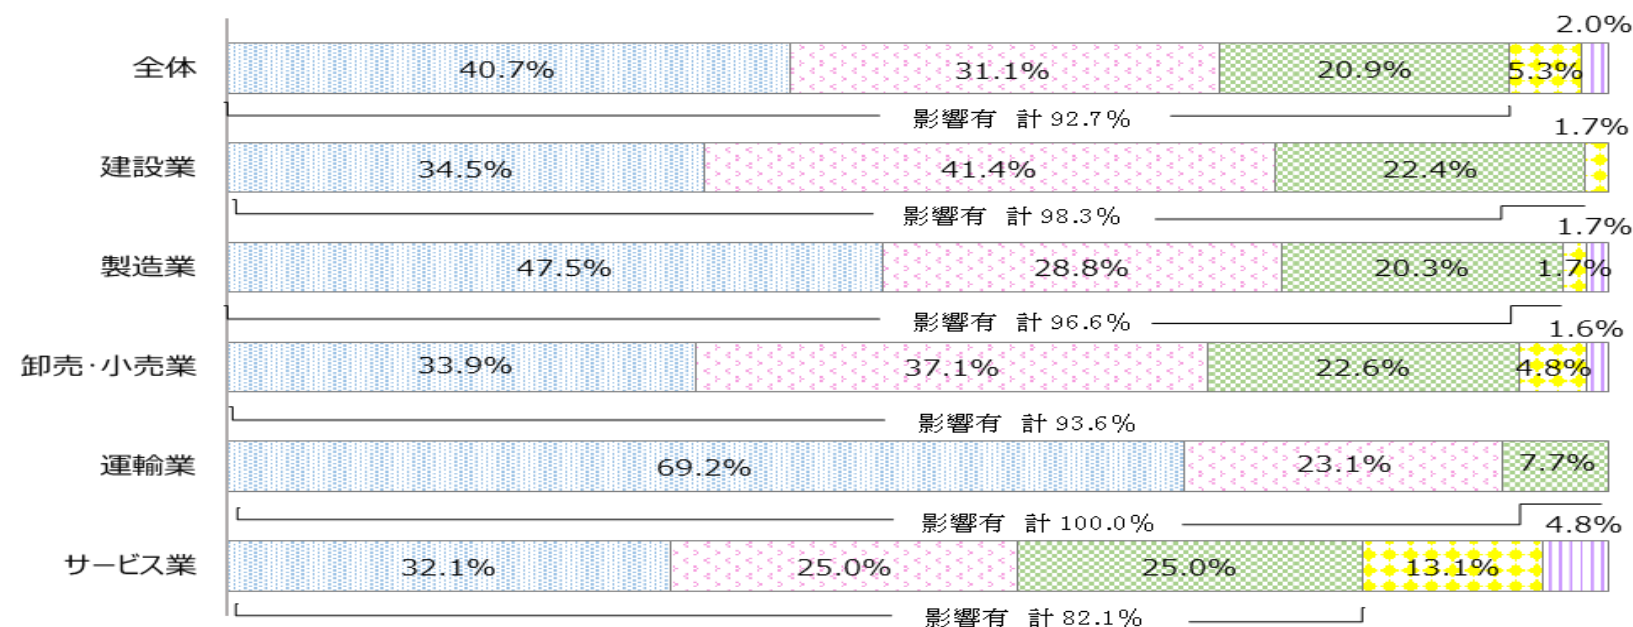 2.0%
全体 40.7% 31.1% 20.9% 5.3%
影響有 計 92.7%
1.7%
建設業 34.5% 41.4% 22.4%
影響有 計 98.3%
1.7%
製造業 47.5% 28.8% 20.3% 1.7%
影響有 計 96.6%
1.6%
卸売・小売業 33.9% 37.1% 22.6% 4.8%
影響有 計 93.6%
運輸業 69.2% 23.1% 7.7%
影響有 計 100.0%
4.8%
サービス業 32.1% 25.0% 25.0% 13.1%
影響有 計 82.1%